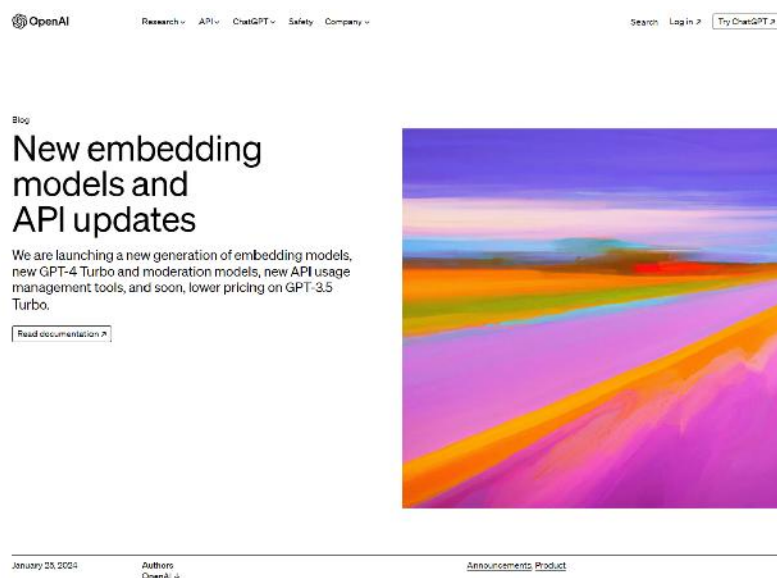 OpenAI
Research API ChatGPT Safety Company
Search Log in ↗ Try ChatGPT ↗
Blog
New embedding
models and
API updates
We are launching a new generation of embedding models,
new GPT-4 Turbo and moderation models, new API usage
management tools, and soon, lower pricing on GPT-3.5
Turbo.
Read documentation ↗
January 25, 2024 Authors Announcements, Product
OpenAI ↓